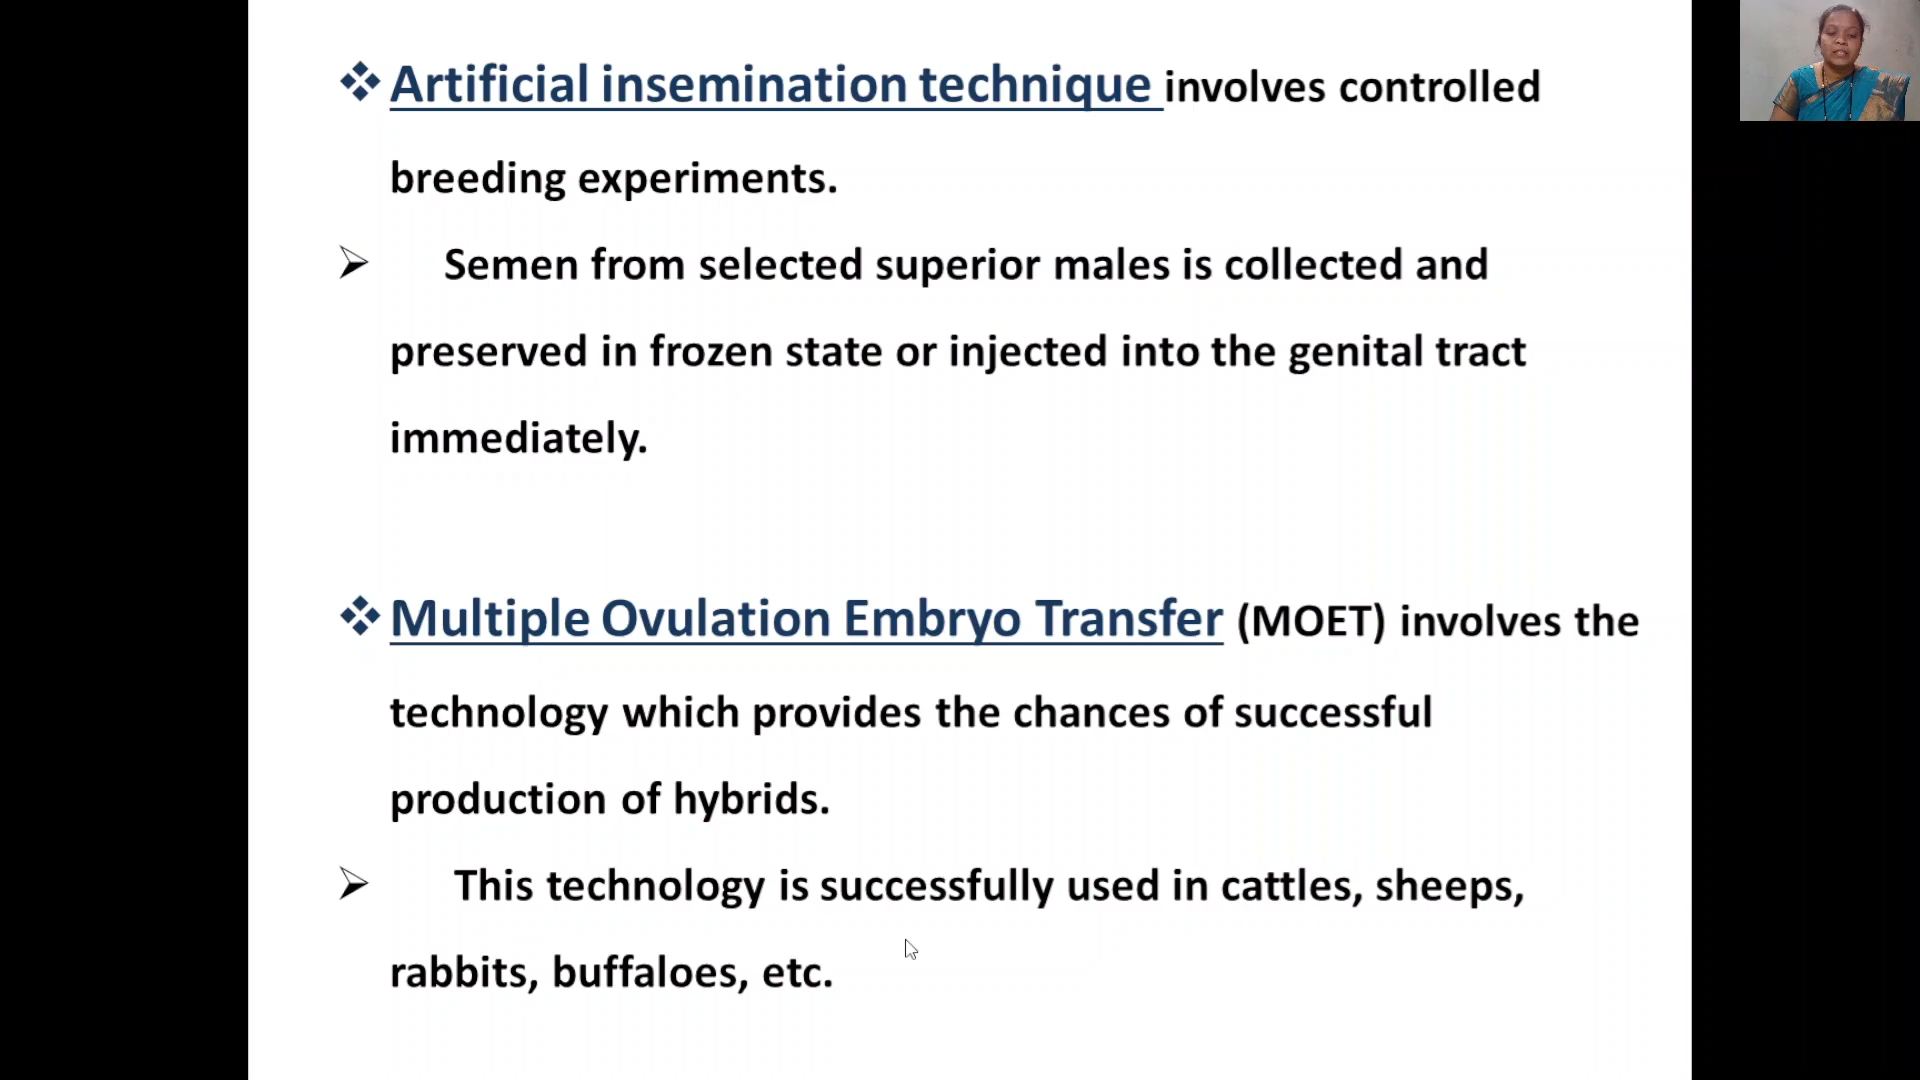 ❖Artificial insemination technique involves controlled
breeding experiments.
➢ Semen from selected superior males is collected and
preserved in frozen state or injected into the genital tract
immediately.
❖Multiple Ovulation Embryo Transfer (MOET) involves the
technology which provides the chances of successful
production of hybrids.
➢ This technology is successfully used in cattles, sheeps,
rabbits, buffaloes, etc.